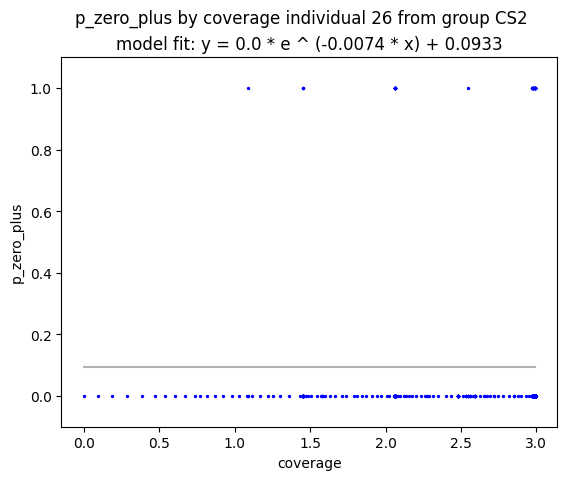 p_zero_plus by coverage individual 26 from group CS2
model fit: y = 0.0 * e ^ (-0.0074 * x) + 0.0933
1.0
0.8
0.6
0.4
0.2
0.0
p_zero_plus
0.0 0.5 1.0 1.5 2.0 2.5 3.0
coverage